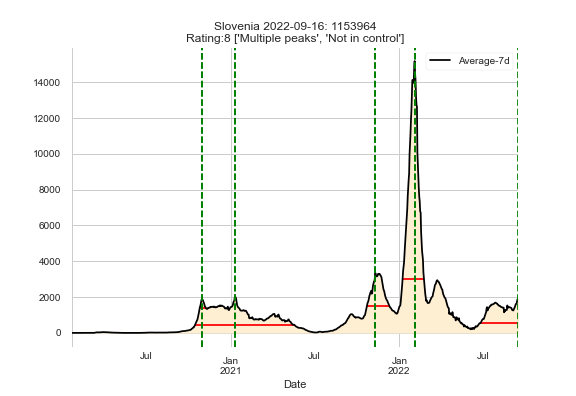 Slovenia 2022-09-16: 1153964
Rating:8 ['Multiple peaks', 'Not in control']
Average-7d
14000
12000
10000
8000
6000
4000
2000
0
Jul
Jan
2021
Jul
Jan
2022
Jul
Date